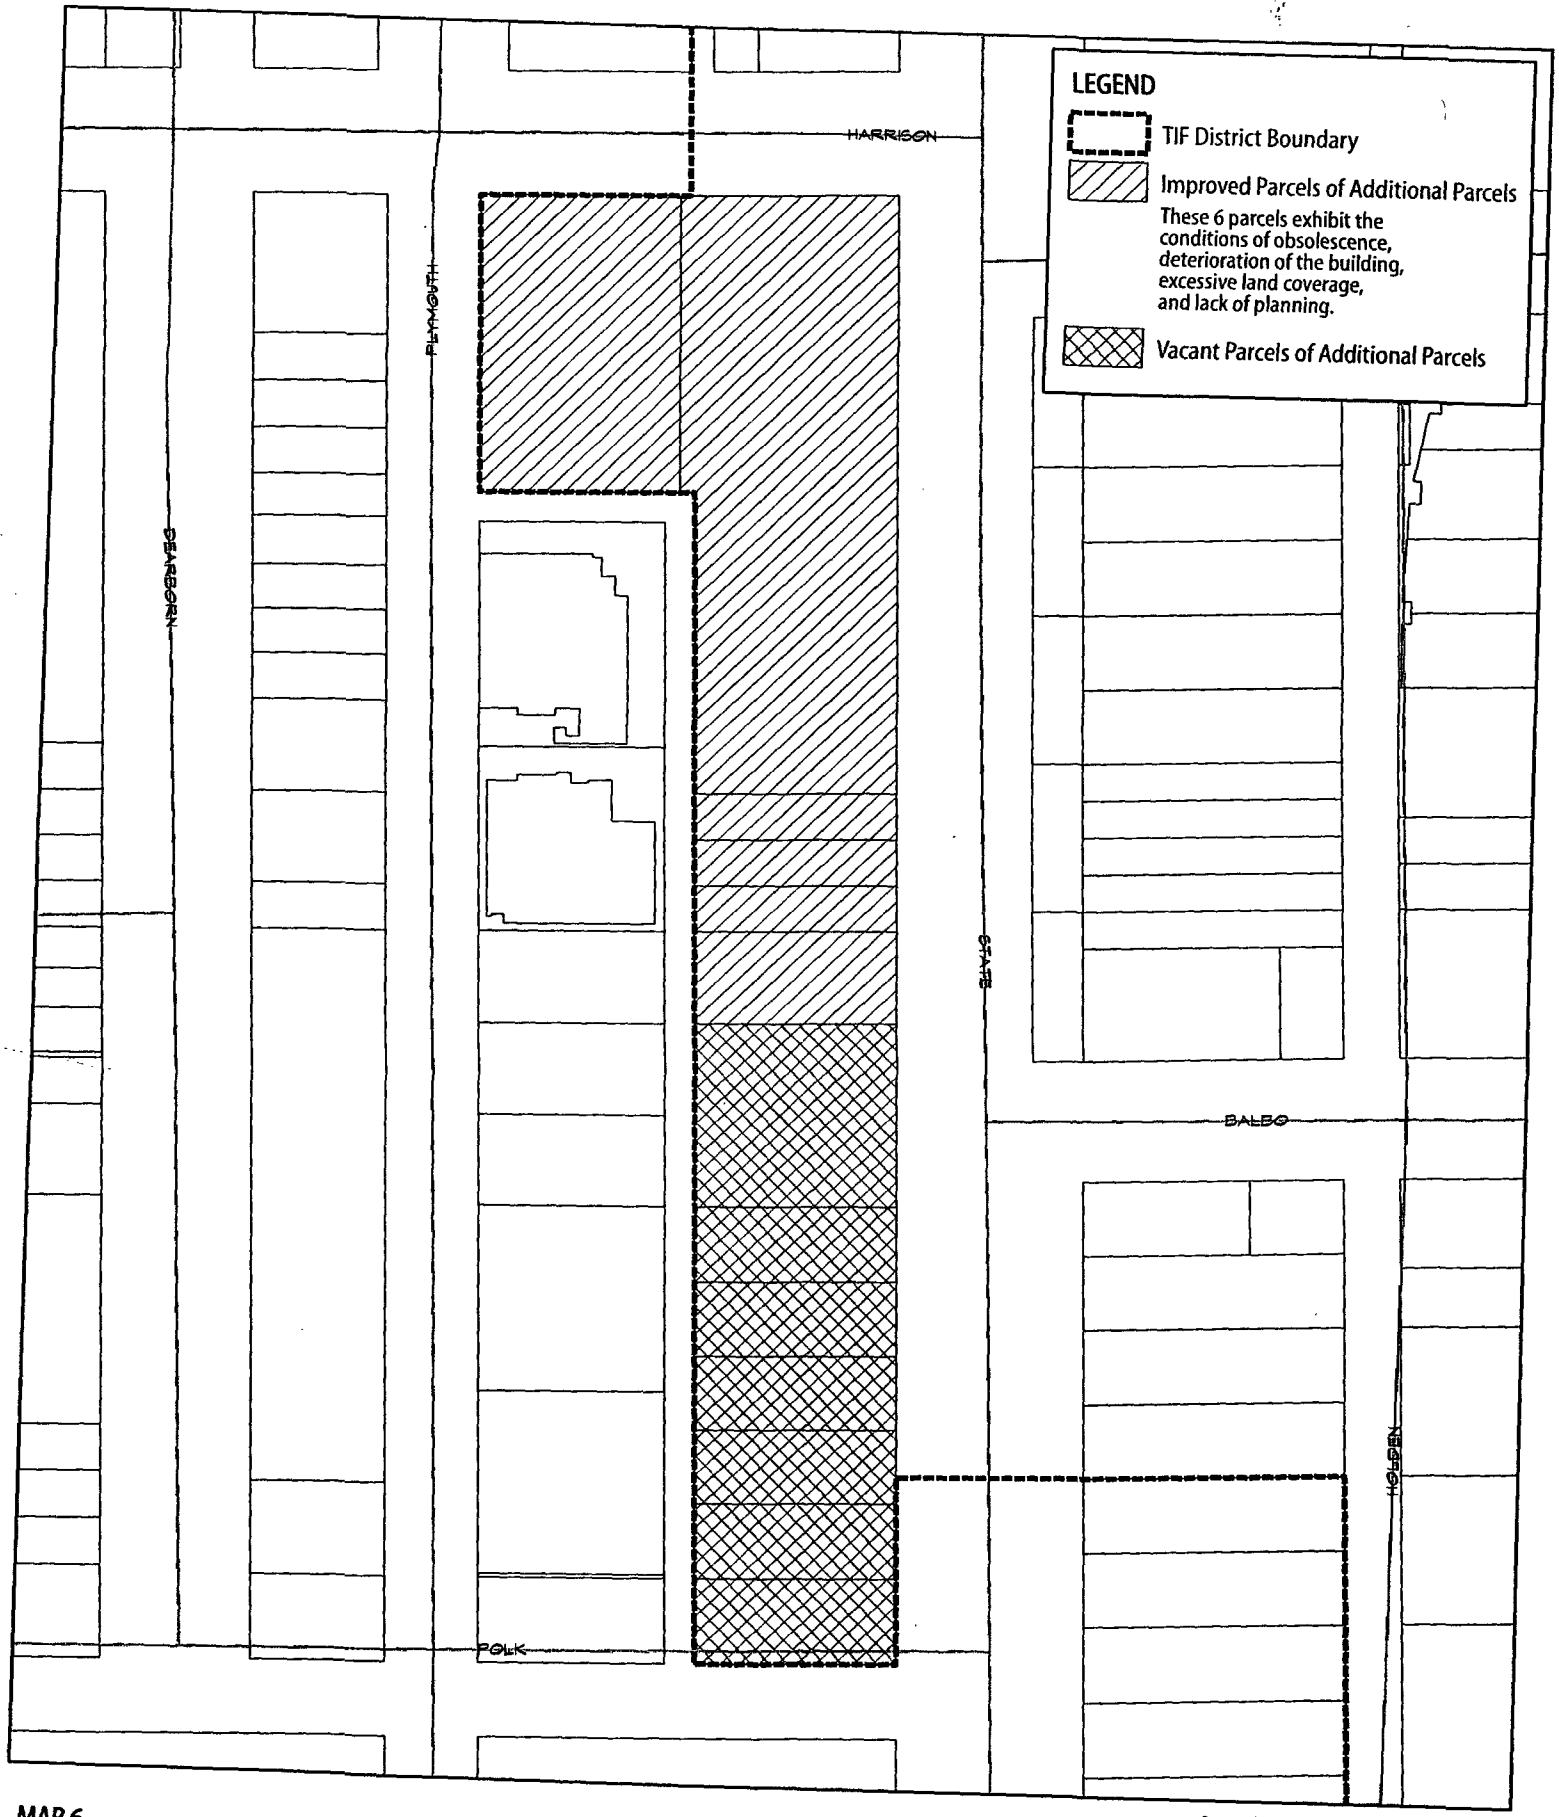 LEGEND
TIF District Boundary
Improved Parcels of Additional Parcels
These 6 parcels exhibit the
conditions of obsolescence,
deterioration of the building,
excessive land coverage,
and lack of planning.
Vacant Parcels of Additional Parcels
HARRISON
PLYMOUTH
DEARBORN
STATE
BALBO
HOLDEN
POLK
MAP 6